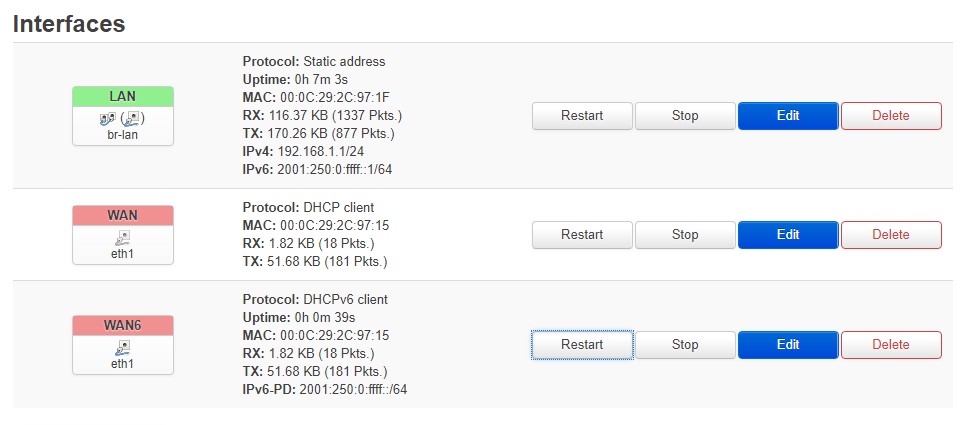 Interfaces
LAN
br-lan
Protocol: Static address
Uptime: 0h 7m 3s
MAC: 00:0C:29:2C:97:1F
RX: 116.37 KB (1337 Pkts.)
TX: 170.26 KB (877 Pkts.)
IPv4: 192.168.1.1/24
IPv6: 2001:250:0:ffff::1/64
Restart Stop Edit Delete
WAN
eth1
Protocol: DHCP client
MAC: 00:0C:29:2C:97:15
RX: 1.82 KB (18 Pkts.)
TX: 51.68 KB (181 Pkts.)
Restart Stop Edit Delete
WAN6
eth1
Protocol: DHCPv6 client
Uptime: 0h 0m 39s
MAC: 00:0C:29:2C:97:15
RX: 1.82 KB (18 Pkts.)
TX: 51.68 KB (181 Pkts.)
IPv6-PD: 2001:250:0:ffff::/64
Restart Stop Edit Delete